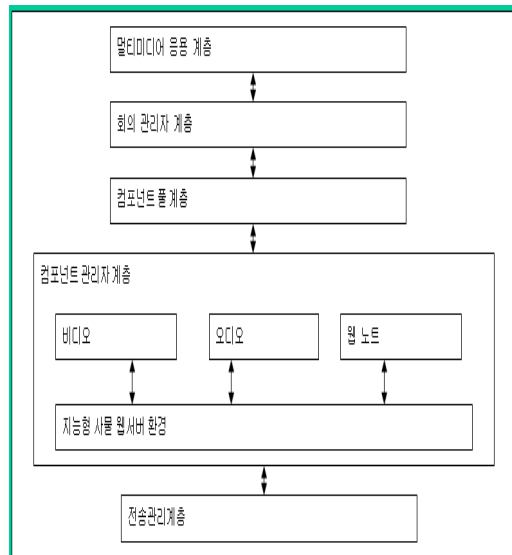 멀티미디어 응용 계층
회의 관리자 계층
컴포넌트 풀 계층
컴포넌트 관리자 계층
비디오
오디오
웹 노트
지능형 사물 웹서버 환경
전송관리계층